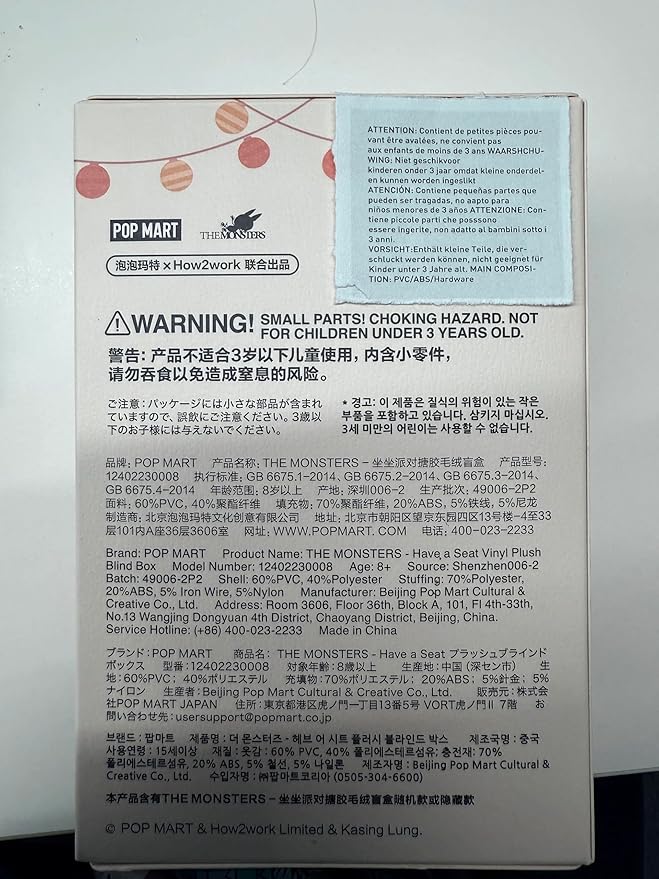 ATTENTION: Contient de petites pièces pou-
vant être avalées, ne convient pas
aux enfants de moins de 3 ans WAARSHCHU-
WING: Niet geschikvoor
kinderen onder 3 jaar omdat kleine onderdel-
en kunnen worden ingeslikt
ATENCIÓN: Contiene pequeñas partes que
pueden ser tragadas, no aapto para
niños menores de 3 años ATTENZIONE: Con-
tiene piccole parti che possono
essere ingerite, non adatto al bambini sotto i
3 anni.
VORSICHT:Enthält kleine Teile, die ver-
schluckt werden können, nicht geeignet für
Kinder unter 3 Jahre alt. MAIN COMPOSI-
TION: PVC/ABS/Hardware
POP MART THE MONSTERS
泡泡玛特 × How2work 联合出品
WARNING! SMALL PARTS! CHOKING HAZARD. NOT
FOR CHILDREN UNDER 3 YEARS OLD.
警告: 产品不适合3岁以下儿童使用，内含小零件，
请勿吞食以免造成窒息的风险。
ご注意：パッケージには小さな部品が含まれ
ていますので、誤飲にご注意ください。3歳以
下のお子様には与えないでください。
* 경고: 이 제품은 질식의 위험이 있는 작은
부품을 포함하고 있습니다. 삼키지 마십시오.
3세 미만의 어린이는 사용할 수 없습니다.
品牌: POP MART 产品名称: THE MONSTERS – 坐坐派对搪胶毛绒盲盒 产品型号:
12402230008 执行标准: GB 6675.1–2014、GB 6675.2–2014、GB 6675.3–2014、
GB 6675.4–2014 年龄范围: 8岁以上 产地: 深圳006–2 生产批次: 49006-2P2
面料: 60%PVC, 40%聚酯纤维 填充物: 70%聚酯纤维, 20%ABS, 5%铁线, 5%尼龙
制造商: 北京泡泡玛特文化创意有限公司 地址: 北京市朝阳区望京东园四区13号楼–4至33
层101内A座36层3606室 网址: WWW.POPMART.COM 电话: 400–023–2233
Brand: POP MART Product Name: THE MONSTERS - Have a Seat Vinyl Plush
Blind Box Model Number: 12402230008 Age: 8+ Source: Shenzhen006-2
Batch: 49006-2P2 Shell: 60%PVC, 40%Polyester Stuffing: 70%Polyester,
20%ABS, 5% Iron Wire, 5%Nylon Manufacturer: Beijing Pop Mart Cultural &
Creative Co., Ltd. Address: Room 3606, Floor 36th, Block A, 101, Fl 4th-33th,
No.13 Wangjing Dongyuan 4th District, Chaoyang District, Beijing, China.
Service Hotline: (+86) 400-023-2233 Made in China
ブランド：POP MART 商品名： THE MONSTERS - Have a Seat プラッシュブラインド
ボックス 型番：12402230008 対象年齢：8歳以上 生産地：中国（深セン市） 生
地：60%PVC；40%ポリエステル 充填物：70%ポリエステル；20%ABS；5%針金；5%
ナイロン 生産者：Beijing Pop Mart Cultural & Creative Co., Ltd. 販売元：株式会
社POP MART JAPAN 住所：東京都港区虎ノ門一丁目13番5号 VORT虎ノ門Ⅱ 7階 お
問い合わせ先：usersupport@popmart.co.jp
브랜드 : 팝마트 제품명 : 더 몬스터즈 - 헤브 어 시트 플러시 블라인드 박스 제조국명 : 중국
사용연령 : 15세이상 재질 : 옷감 : 60% PVC, 40% 폴리에스테르섬유; 충전재: 70%
폴리에스테르섬유, 20% ABS, 5% 철선, 5% 나일론 제조자명 : Beijing Pop Mart Cultural &
Creative Co., Ltd. 수입자명 : ㈜팝마트코리아 (0505-304-6600)
本产品含有THE MONSTERS – 坐坐派对搪胶毛绒盲盒随机款或隐藏款
© POP MART & How2work Limited & Kasing Lung.